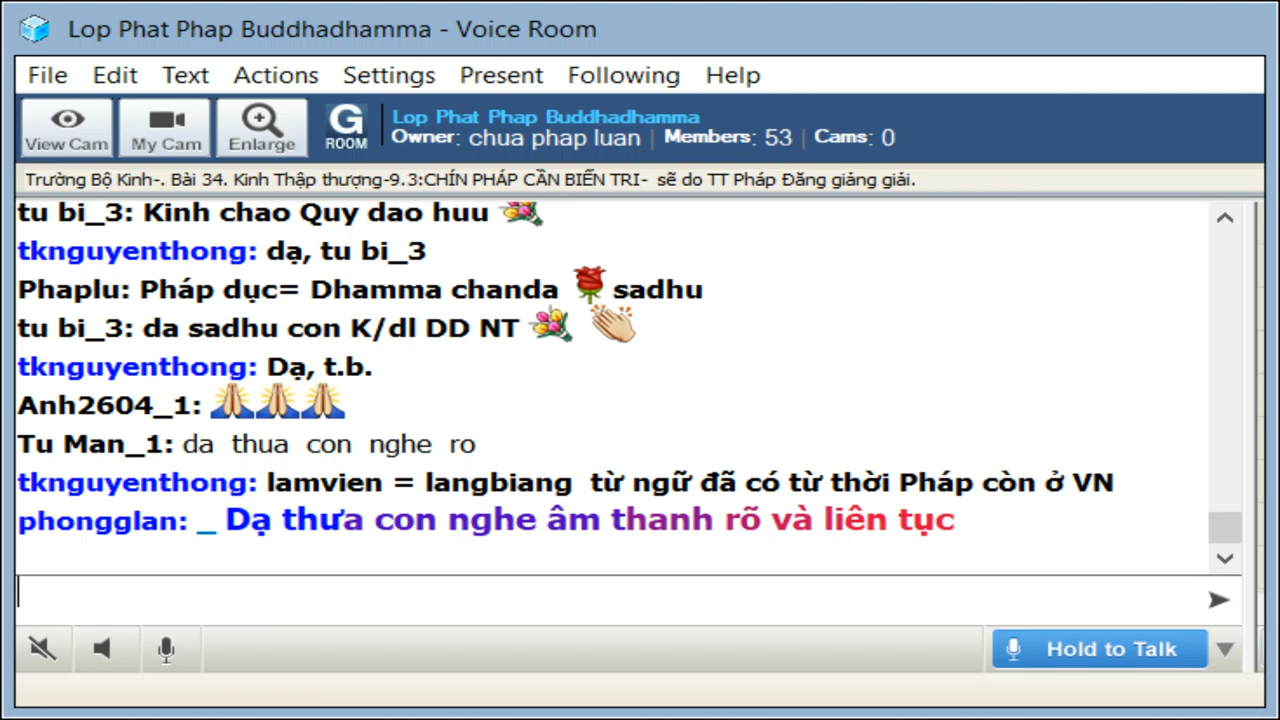 Lop Phat Phap Buddhadhamma - Voice Room
File Edit Text Actions Settings Present Following Help
View Cam My Cam Enlarge
G ROOM
Lop Phat Phap Buddhadhamma
Owner: chua phap luan | Members: 53 | Cams: 0
Trường Bộ Kinh-. Bài 34. Kinh Thập thượng-9.3:CHÍN PHÁP CẦN BIẾN TRI- sẽ do TT Pháp Đăng giảng giải.
tu bi_3: Kinh chao Quy dao huu
tknguyenthong: dạ, tu bi_3
Phaplu: Pháp dục= Dhamma chanda sadhu
tu bi_3: da sadhu con K/dl DD NT
tknguyenthong: Dạ, t.b.
Anh2604_1:
Tu Man_1: da thua con nghe ro
tknguyenthong: lamvien = langbiang từ ngữ đã có từ thời Pháp còn ở VN
phongglan: _ Dạ thưa con nghe âm thanh rõ và liên tục
Hold to Talk